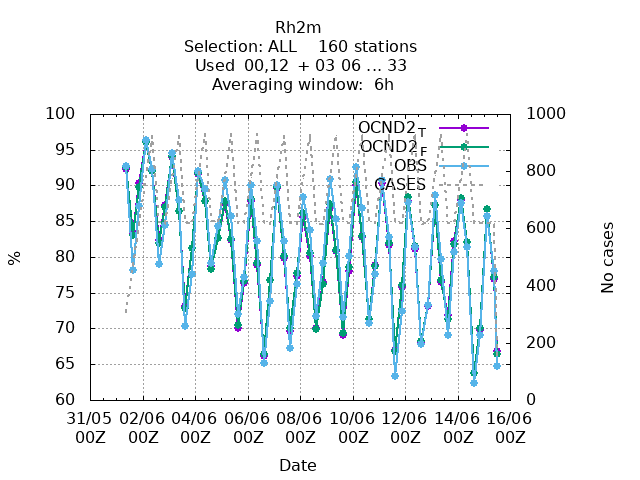 Rh2m
Selection: ALL    160 stations
Used  00,12  + 03 06 ... 33
Averaging window:  6h
100
95
90
85
80
75
70
65
60
%
1000
800
600
400
200
0
No cases
OCND2 T
OCND2 F
OBS
CASES
31/05 02/06 04/06 06/06 08/06 10/06 12/06 14/06 16/06
00Z 00Z 00Z 00Z 00Z 00Z 00Z 00Z 00Z
Date